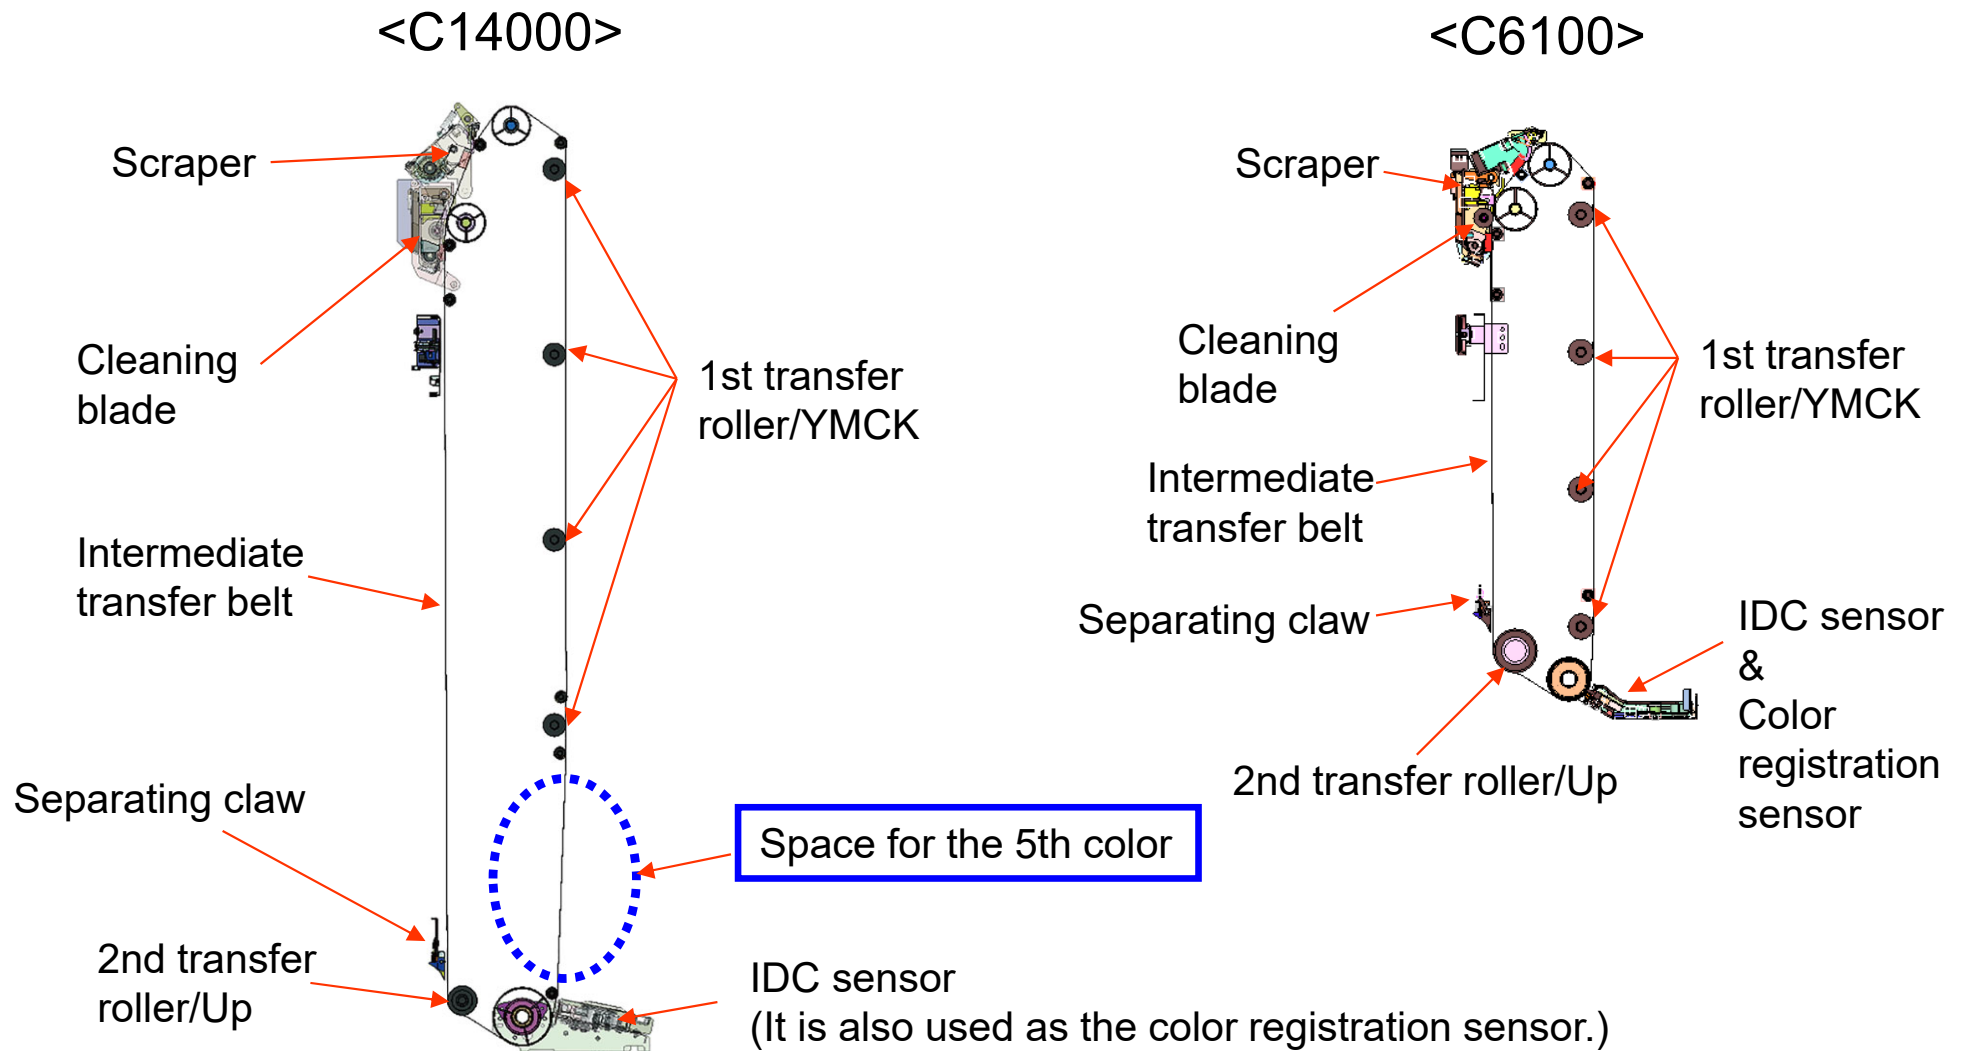 <C14000>
Scraper
Cleaning
blade
1st transfer
roller/YMCK
Intermediate
transfer belt
Separating claw
Space for the 5th color
2nd transfer
roller/Up
IDC sensor
(It is also used as the color registration sensor.)
<C6100>
Scraper
Cleaning
blade
1st transfer
roller/YMCK
Intermediate
transfer belt
Separating claw
IDC sensor
&
Color
registration
sensor
2nd transfer roller/Up